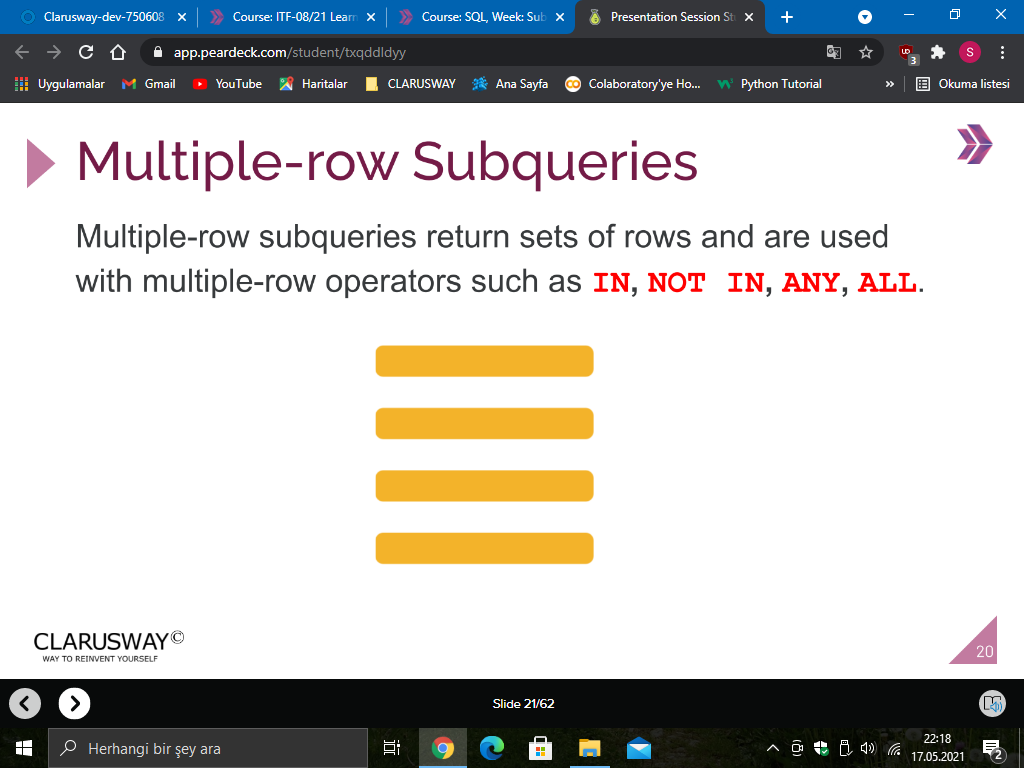 Clarusway-dev-750608
Course: ITF-08/21 Learn
Course: SQL, Week: Sub
Presentation Session St
app.peardeck.com/student/txqddldyy
UD
3
S
Uygulamalar
Gmail
YouTube
Haritalar
CLARUSWAY
Ana Sayfa
Colaboratory'ye Ho...
Python Tutorial
»
Okuma listesi
Multiple-row Subqueries
Multiple-row subqueries return sets of rows and are used
with multiple-row operators such as IN, NOT IN, ANY, ALL.
CLARUSWAY©
WAY TO REINVENT YOURSELF
20
Slide 21/62
Herhangi bir şey ara
22:18
17.05.2021
2